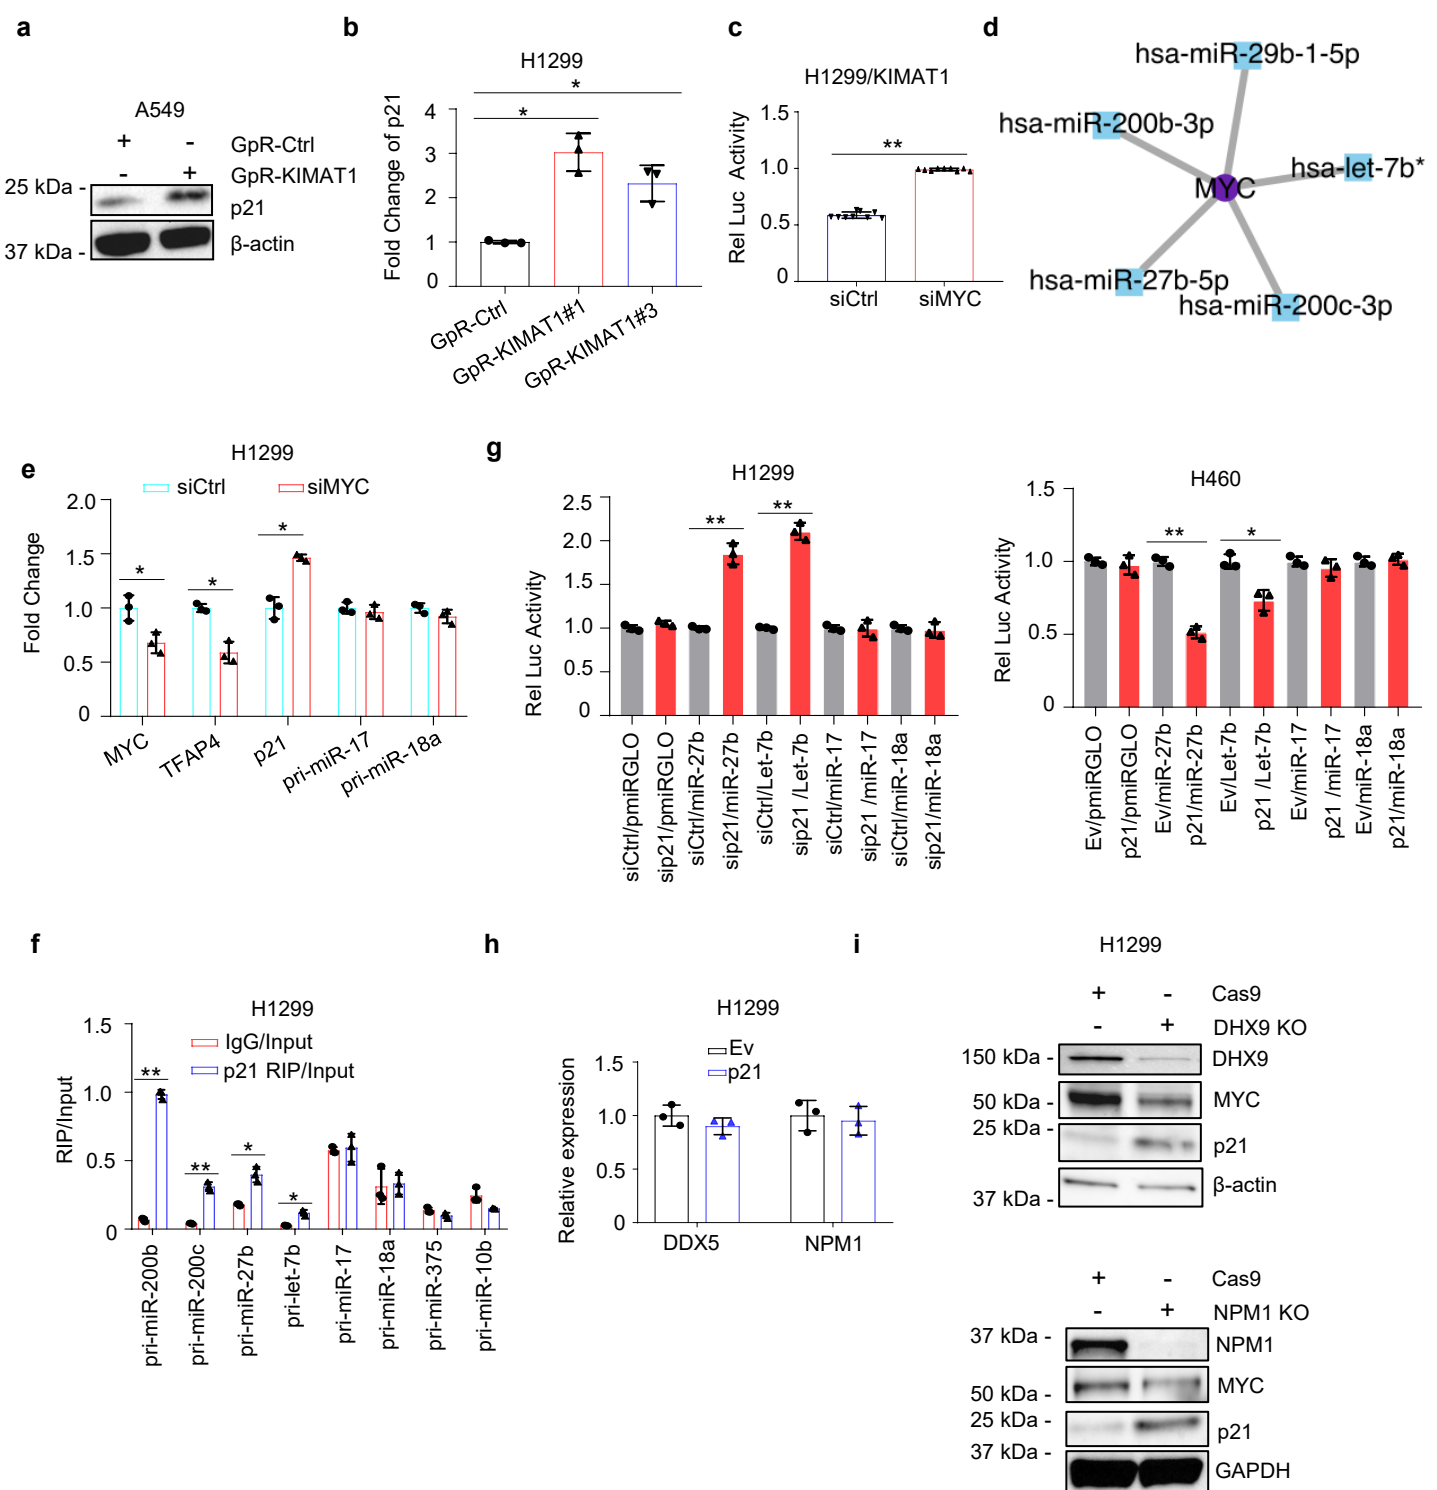 a
A549
+ - GpR-Ctrl
- + GpR-KIMAT1
25 kDa -
p21
37 kDa -
β-actin
b
H1299
*
*
Fold Change of p21
4
3
2
1
0
GpR-Ctrl
GpR-KIMAT1#1
GpR-KIMAT1#3
c
H1299/KIMAT1
**
Rel Luc Activity
1.5
1.0
0.5
0
siCtrl siMYC
d
hsa-miR-29b-1-5p
hsa-miR-200b-3p
hsa-let-7b*
MYC
hsa-miR-27b-5p
hsa-miR-200c-3p
e
H1299
siCtrl siMYC
Fold Change
2.0
1.5
1.0
0.5
0
* * *
MYC
TFAP4
p21
pri-miR-17
pri-miR-18a
g
H1299
Rel Luc Activity
2.5
2.0
1.5
1.0
0.5
0
** **
siCtrl/pmiRGLO
sip21/pmiRGLO
siCtrl/miR-27b
sip21/miR-27b
siCtrl/Let-7b
sip21 /Let-7b
siCtrl/miR-17
sip21 /miR-17
siCtrl/miR-18a
sip21/miR-18a
H460
Rel Luc Activity
1.5
1.0
0.5
0
** *
Ev/pmiRGLO
p21/pmiRGLO
Ev/miR-27b
p21/miR-27b
Ev/Let-7b
p21 /Let-7b
Ev/miR-17
p21 /miR-17
Ev/miR-18a
p21/miR-18a
f
H1299
IgG/Input
p21 RIP/Input
RIP/Input
1.5
1.0
0.5
0
** ** * *
pri-miR-200b
pri-miR-200c
pri-miR-27b
pri-let-7b
pri-miR-17
pri-miR-18a
pri-miR-375
pri-miR-10b
h
H1299
Ev
p21
Relative expression
1.5
1.0
0.5
0
DDX5 NPM1
i
H1299
+ - Cas9
- + DHX9 KO
150 kDa - DHX9
50 kDa - MYC
25 kDa -
p21
37 kDa - β-actin
+ - Cas9
- + NPM1 KO
37 kDa - NPM1
MYC
50 kDa -
25 kDa - p21
37 kDa -
GAPDH